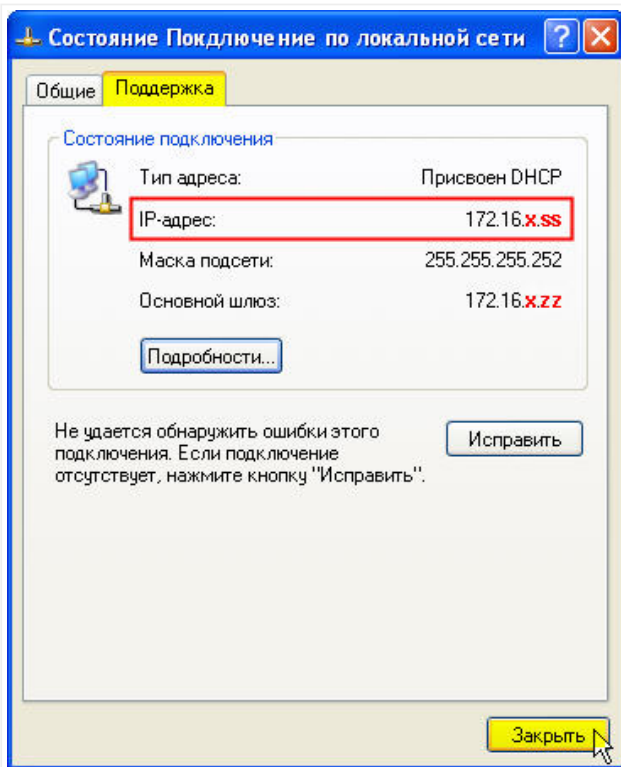 Состояние Покдлючение по локальной сети
Общие Поддержка
Состояние подключения
Тип адреса: Присвоен DHCP
IP-адрес: 172.16.x.ss
Маска подсети: 255.255.255.252
Основной шлюз: 172.16.x.zz
Подробности...
Не удается обнаружить ошибки этого
подключения. Если подключение
отсутствует, нажмите кнопку "Исправить".
Исправить
Закрыть